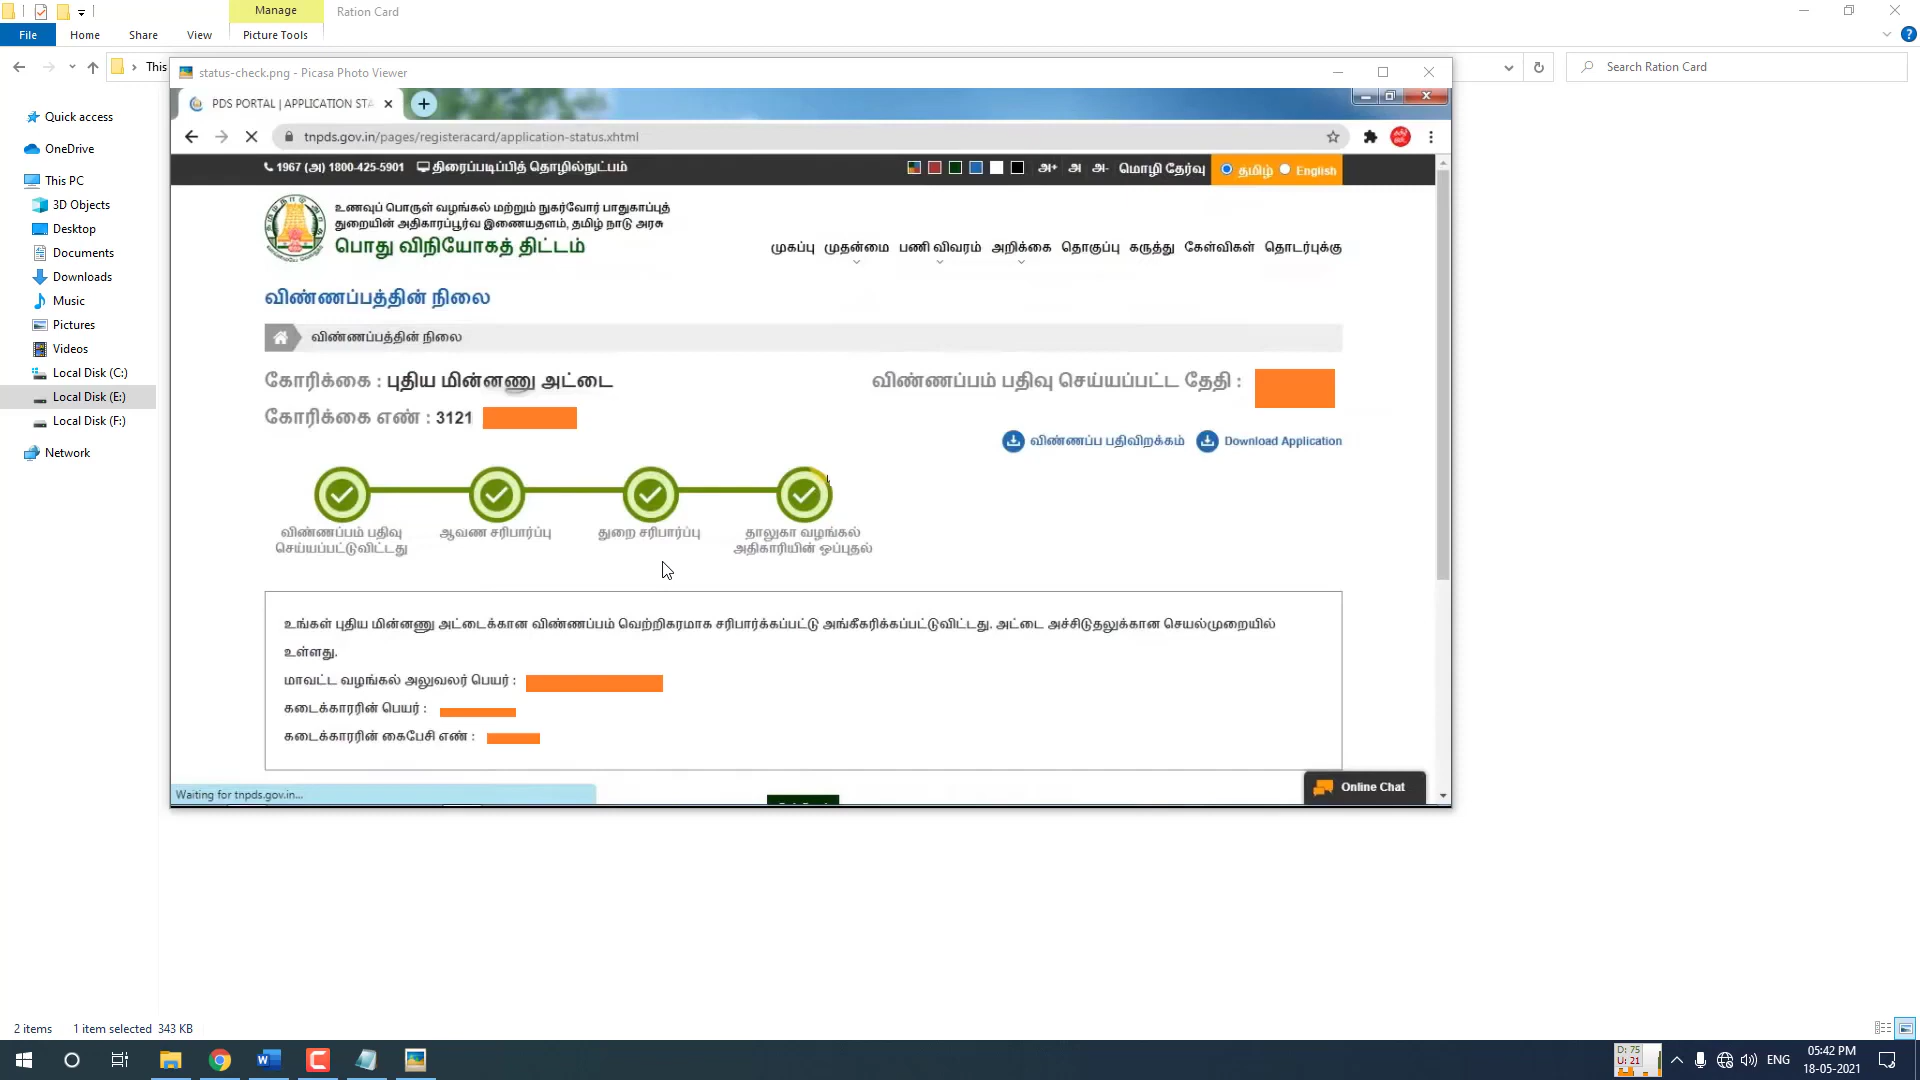 Manage
Ration Card
File
Home
Share
View
Picture Tools
This
Search Ration Card
status-check.png - Picasa Photo Viewer
PDS PORTAL | APPLICATION STA
tnpds.gov.in/pages/registeracard/application-status.xhtml
1967 (அ) 1800-425-5901
திரைப்படிப்பித் தொழில்நுட்பம்
அ+ அ அ- மொழி தேர்வு
தமிழ் English
உணவுப் பொருள் வழங்கல் மற்றும் நுகர்வோர் பாதுகாப்புத்
துறையின் அதிகாரப்பூர்வ இணையதளம், தமிழ் நாடு அரசு
பொது விநியோகத் திட்டம்
முகப்பு முதன்மை பணி விவரம் அறிக்கை தொகுப்பு கருத்து கேள்விகள் தொடர்புக்கு
விண்ணப்பத்தின் நிலை
விண்ணப்பத்தின் நிலை
கோரிக்கை : புதிய மின்னணு அட்டை
விண்ணப்பம் பதிவு செய்யப்பட்ட தேதி :
கோரிக்கை எண் : 3121
விண்ணப்ப பதிவிறக்கம்
Download Application
விண்ணப்பம் பதிவு
செய்யப்பட்டுவிட்டது
ஆவண சரிபார்ப்பு
துறை சரிபார்ப்பு
தாலுகா வழங்கல்
அதிகாரியின் ஒப்புதல்
உங்கள் புதிய மின்னணு அட்டைக்கான விண்ணப்பம் வெற்றிகரமாக சரிபார்க்கப்பட்டு அங்கீகரிக்கப்பட்டுவிட்டது. அட்டை அச்சிடுதலுக்கான செயல்முறையில்
உள்ளது.
மாவட்ட வழங்கல் அலுவலர் பெயர் :
கடைக்காரரின் பெயர் :
கடைக்காரரின் கைபேசி எண் :
Waiting for tnpds.gov.in...
Online Chat
Quick access
OneDrive
This PC
3D Objects
Desktop
Documents
Downloads
Music
Pictures
Videos
Local Disk (C:)
Local Disk (E:)
Local Disk (F:)
Network
2 items
1 item selected 343 KB
D: 75
U: 21
ENG
05:42 PM
18-05-2021